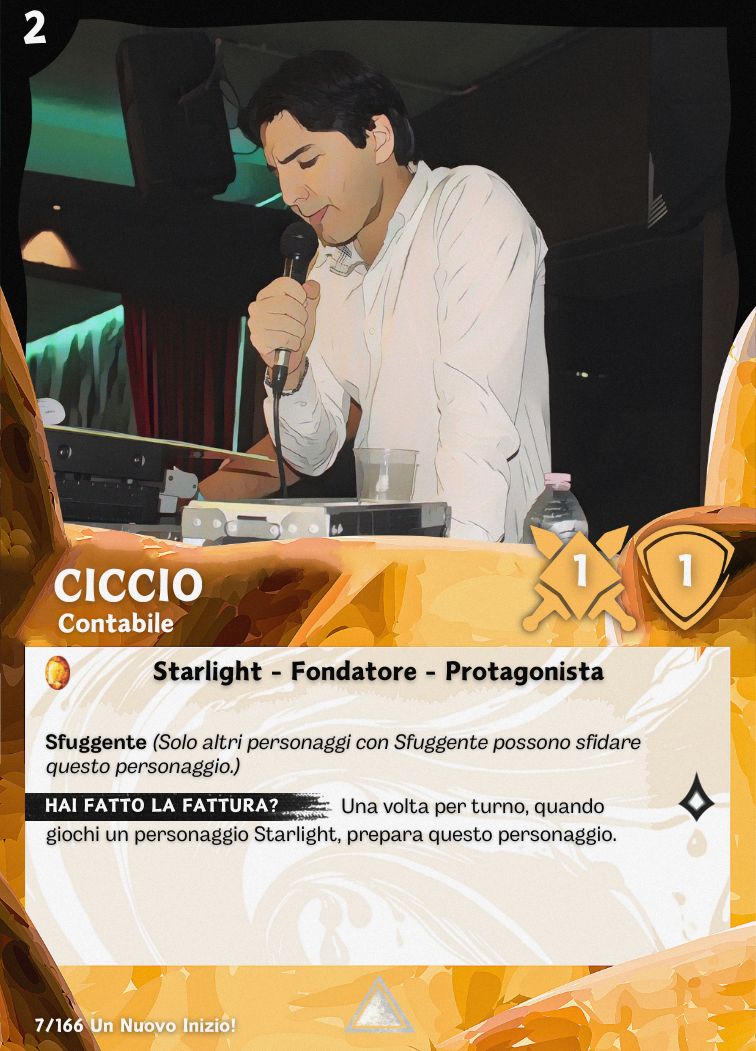 2
CICCIO
Contabile
1
1
Starlight - Fondatore - Protagonista
Sfuggente (Solo altri personaggi con Sfuggente possono sfidare
questo personaggio.)
HAI FATTO LA FATTURA? Una volta per turno, quando
giochi un personaggio Starlight, prepara questo personaggio.
7/166 Un Nuovo Inizio!